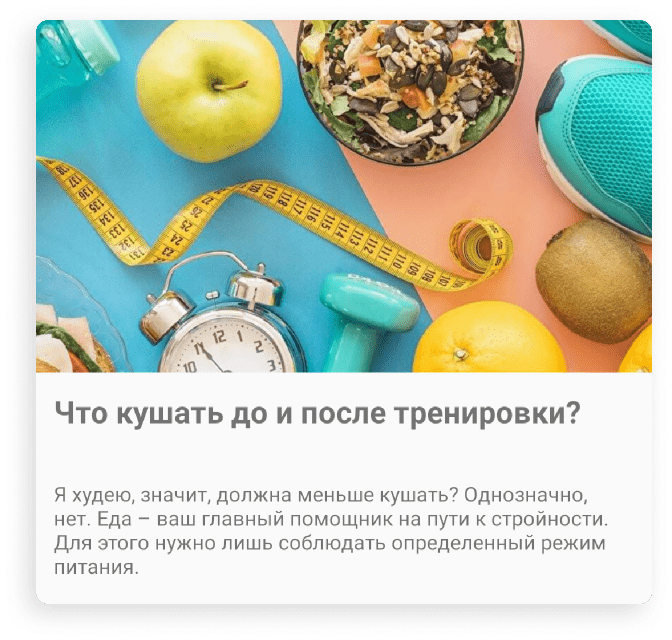 Что кушать до и после тренировки?
Я худею, значит, должна меньше кушать? Однозначно,
нет. Еда – ваш главный помощник на пути к стройности.
Для этого нужно лишь соблюдать определенный режим
питания.